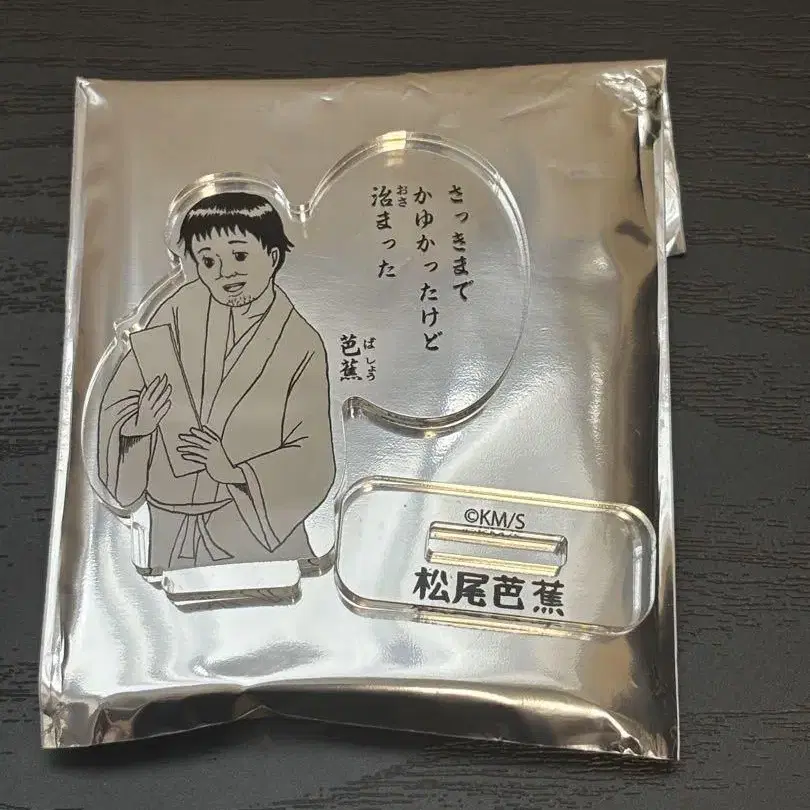 さっきまで
かゆかったけど
治まった
おさ
芭蕉
ばしょう
©KM/S
松尾芭蕉